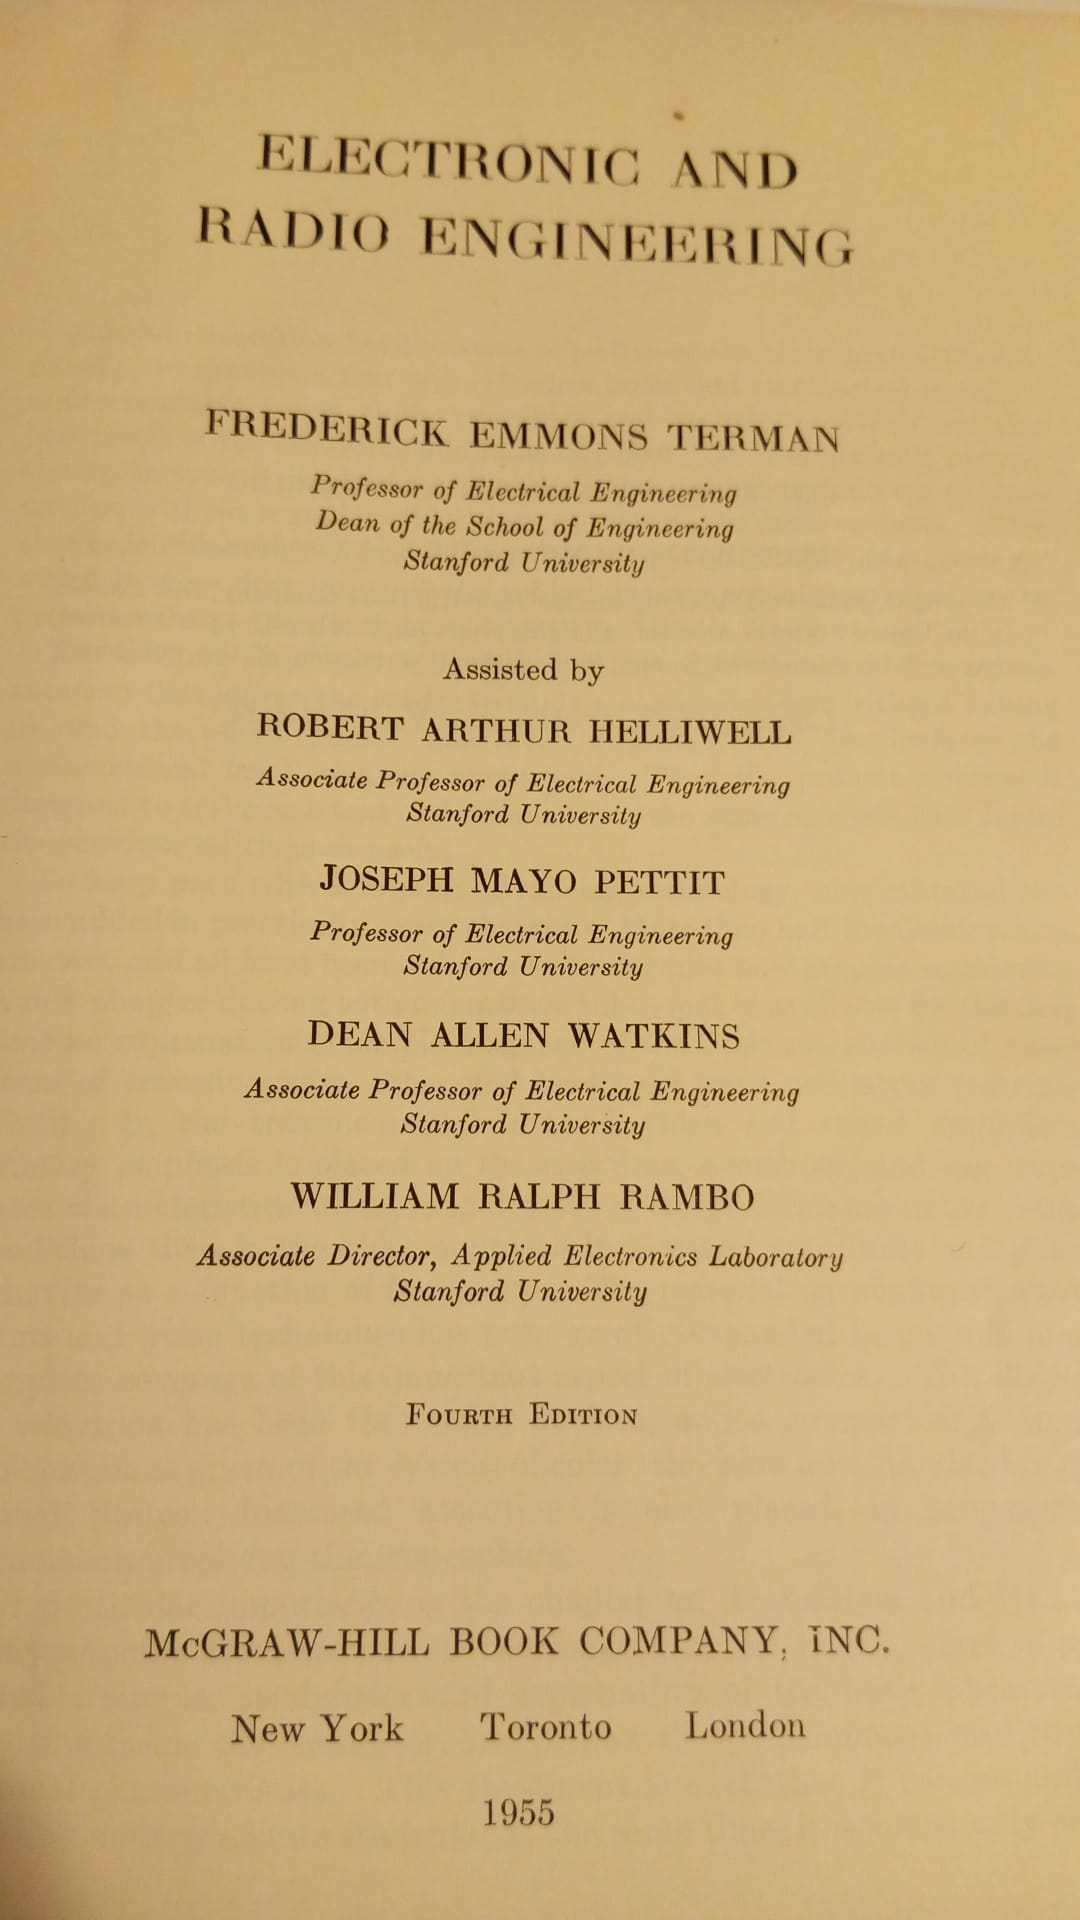 ELECTRONIC AND
RADIO ENGINEERING
FREDERICK EMMONS TERMAN
Professor of Electrical Engineering
Dean of the School of Engineering
Stanford University
Assisted by
ROBERT ARTHUR HELLIWELL
Associate Professor of Electrical Engineering
Stanford University
JOSEPH MAYO PETTIT
Professor of Electrical Engineering
Stanford University
DEAN ALLEN WATKINS
Associate Professor of Electrical Engineering
Stanford University
WILLIAM RALPH RAMBO
Associate Director, Applied Electronics Laboratory
Stanford University
FOURTH EDITION
McGRAW-HILL BOOK COMPANY, INC.
New York Toronto London
1955